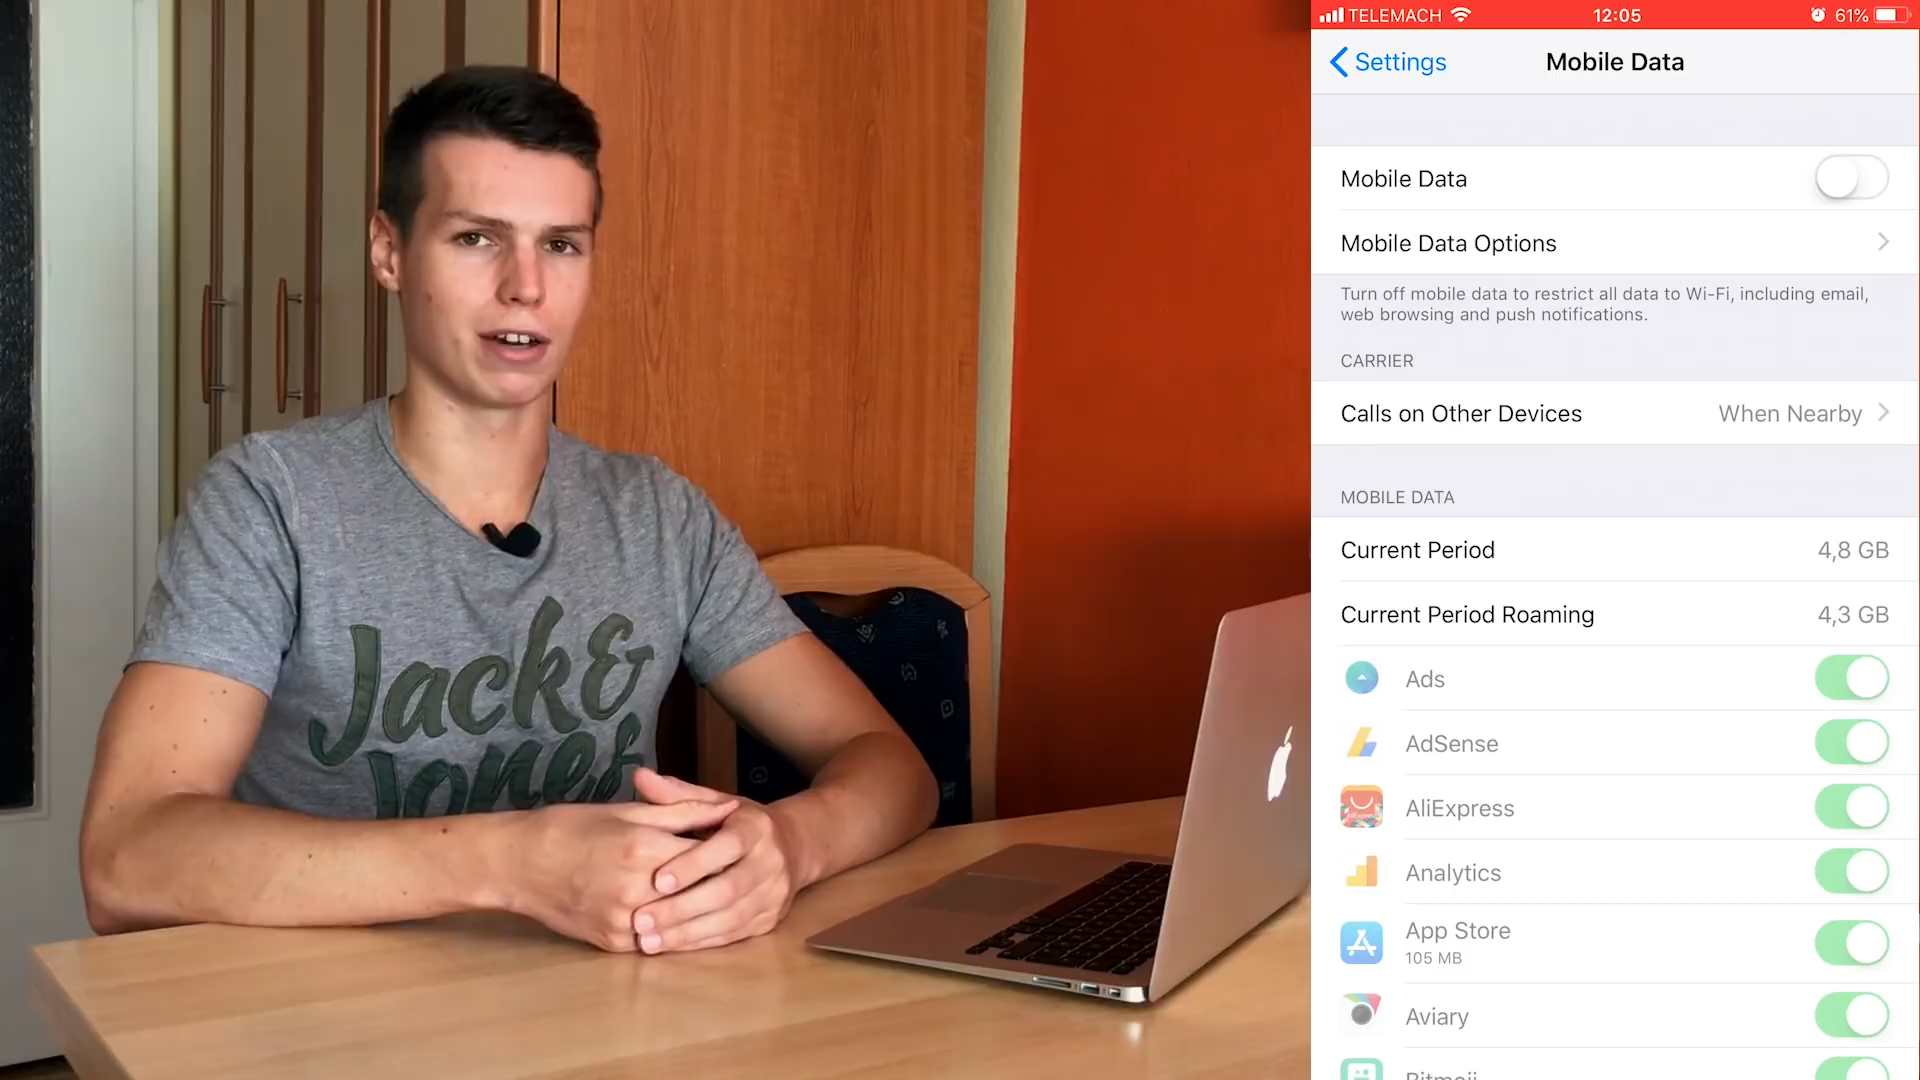 Jack&
Jones
TELEMACH
12:05
61%
Settings
Mobile Data
Mobile Data
Mobile Data Options
Turn off mobile data to restrict all data to Wi-Fi, including email,
web browsing and push notifications.
CARRIER
Calls on Other Devices
When Nearby
MOBILE DATA
Current Period
4,8 GB
Current Period Roaming
4,3 GB
Ads
AdSense
AliExpress
AliExpress
Analytics
App Store
105 MB
Aviary
Bitmoji